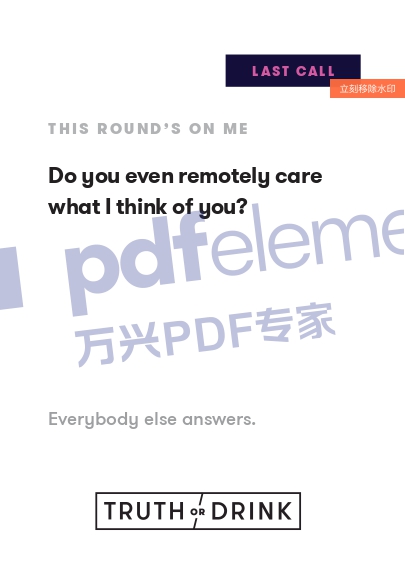 LAST CALL
立刻移除水印
THIS ROUND'S ON ME
Do you even remotely care
what I think of you?
pdfeleme
万兴PDF专家
Everybody else answers.
TRUTH OR DRINK